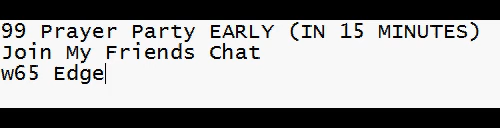 99 Prayer Party EARLY (IN 15 MINUTES)
Join My Friends Chat
w65 Edge